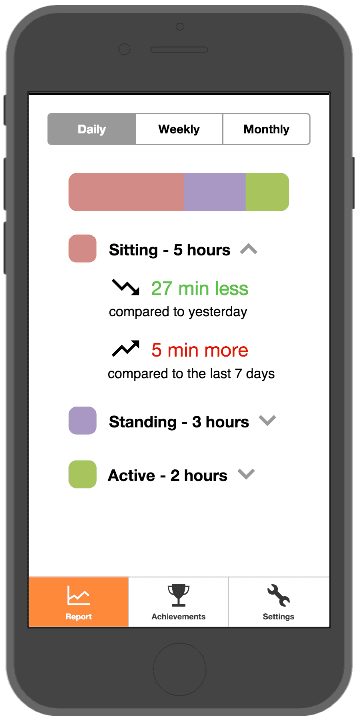 Daily Weekly Monthly
Sitting - 5 hours
27 min less
compared to yesterday
5 min more
compared to the last 7 days
Standing - 3 hours
Active - 2 hours
Report Achievements Settings